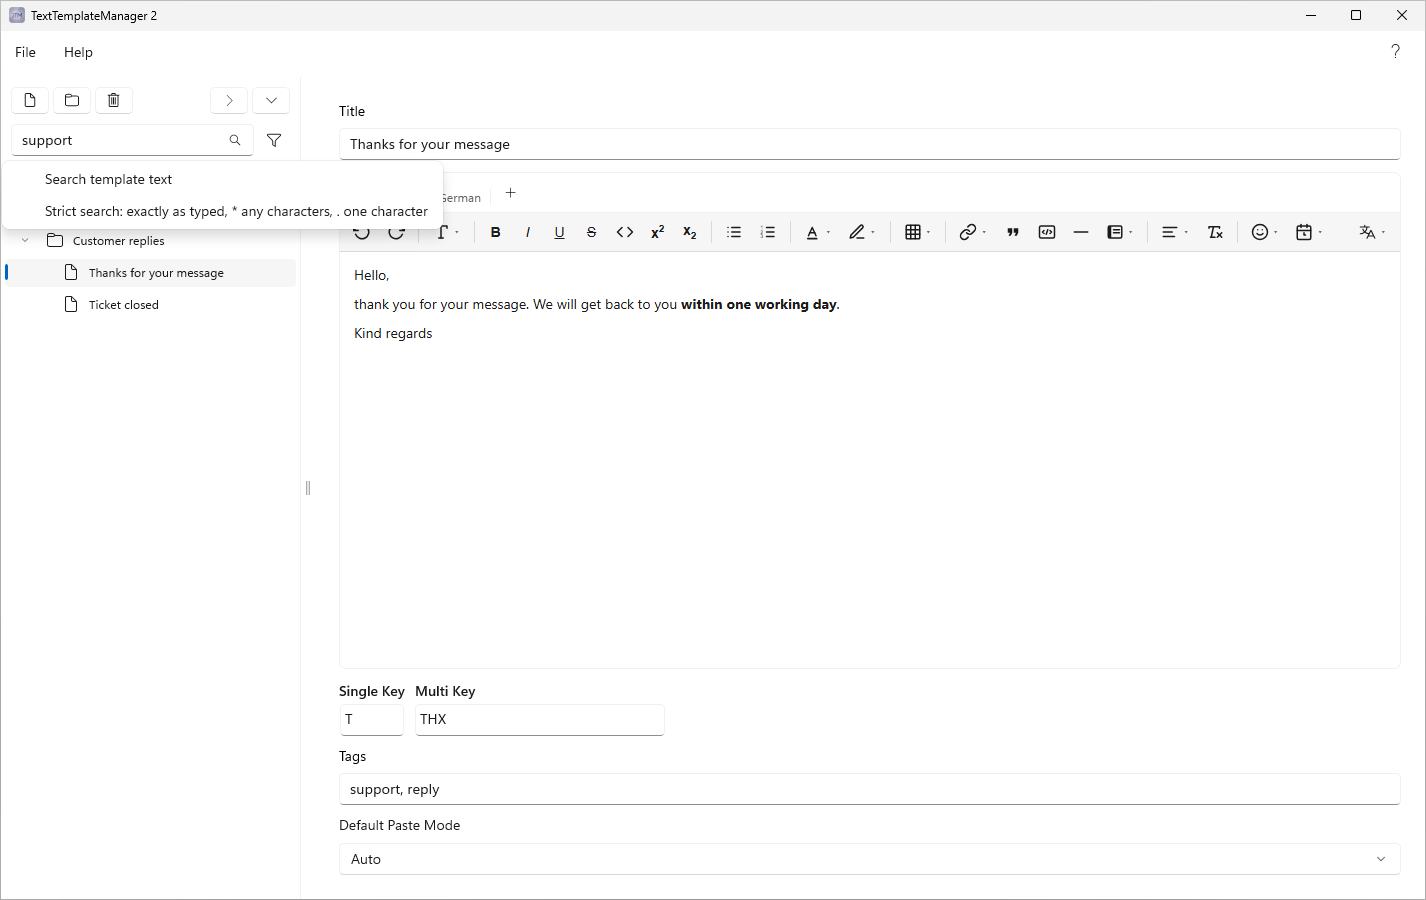 TextTemplateManager 2
File Help ?
support
Search template text
Strict search: exactly as typed, * any characters, . one character
Customer replies
Thanks for your message
Ticket closed
Title
Thanks for your message
German +
B I U S <> x² x₂
Hello,
thank you for your message. We will get back to you within one working day.
Kind regards
Single Key Multi Key
T THX
Tags
support, reply
Default Paste Mode
Auto